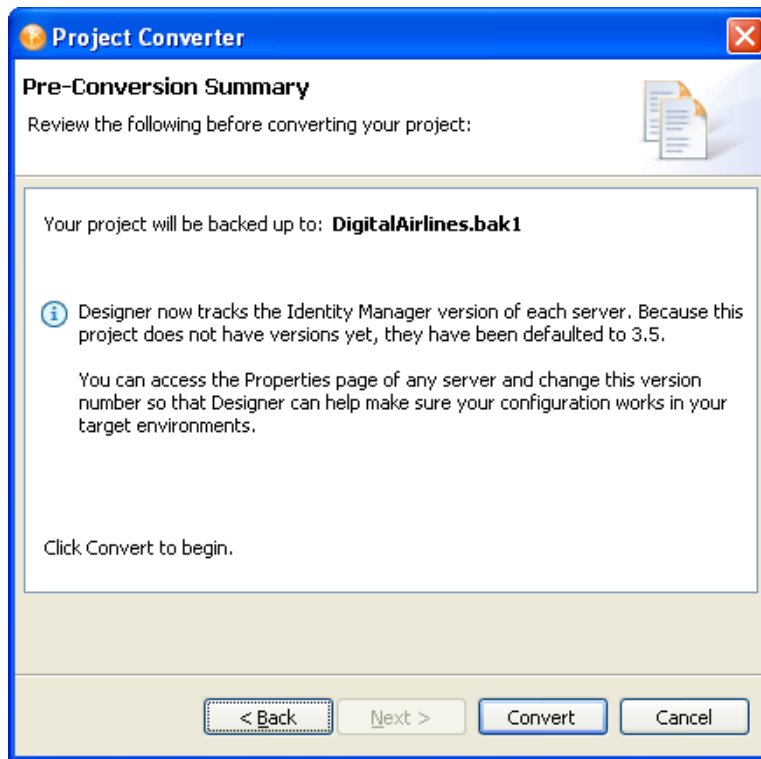 Project Converter
Pre-Conversion Summary
Review the following before converting your project:
Your project will be backed up to: DigitalAirlines.bak1
Designer now tracks the Identity Manager version of each server. Because this
project does not have versions yet, they have been defaulted to 3.5.
You can access the Properties page of any server and change this version
number so that Designer can help make sure your configuration works in your
target environments.
Click Convert to begin.
< Back
Next >
Convert
Cancel